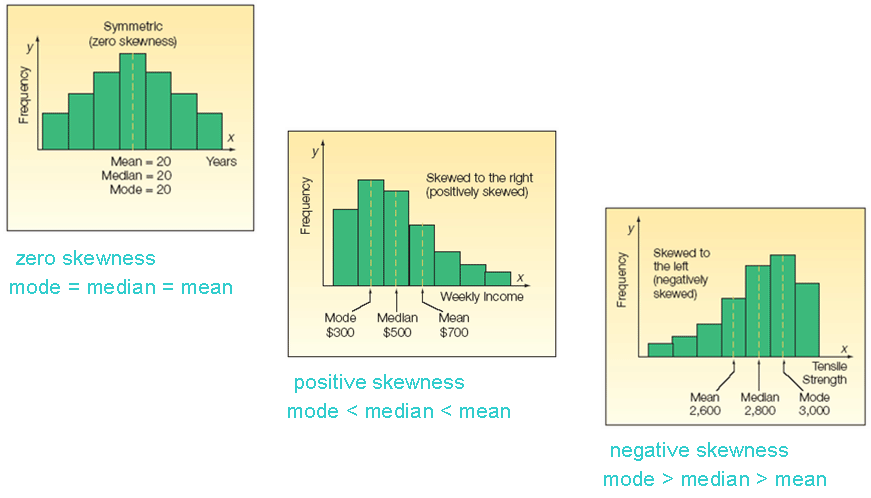 Symmetric
(zero skewness)
y
Frequency
x
Years
Mean = 20
Median = 20
Mode = 20
zero skewness
mode = median = mean
y
Skewed to the right
(positively skewed)
Frequency
x
Weekly Income
Mode Median Mean
$300 $500 $700
positive skewness
mode < median < mean
y
Skewed to
the left
(negatively
skewed)
Frequency
x
Tensile
Strength
Mean Median Mode
2,600 2,800 3,000
negative skewness
mode > median > mean